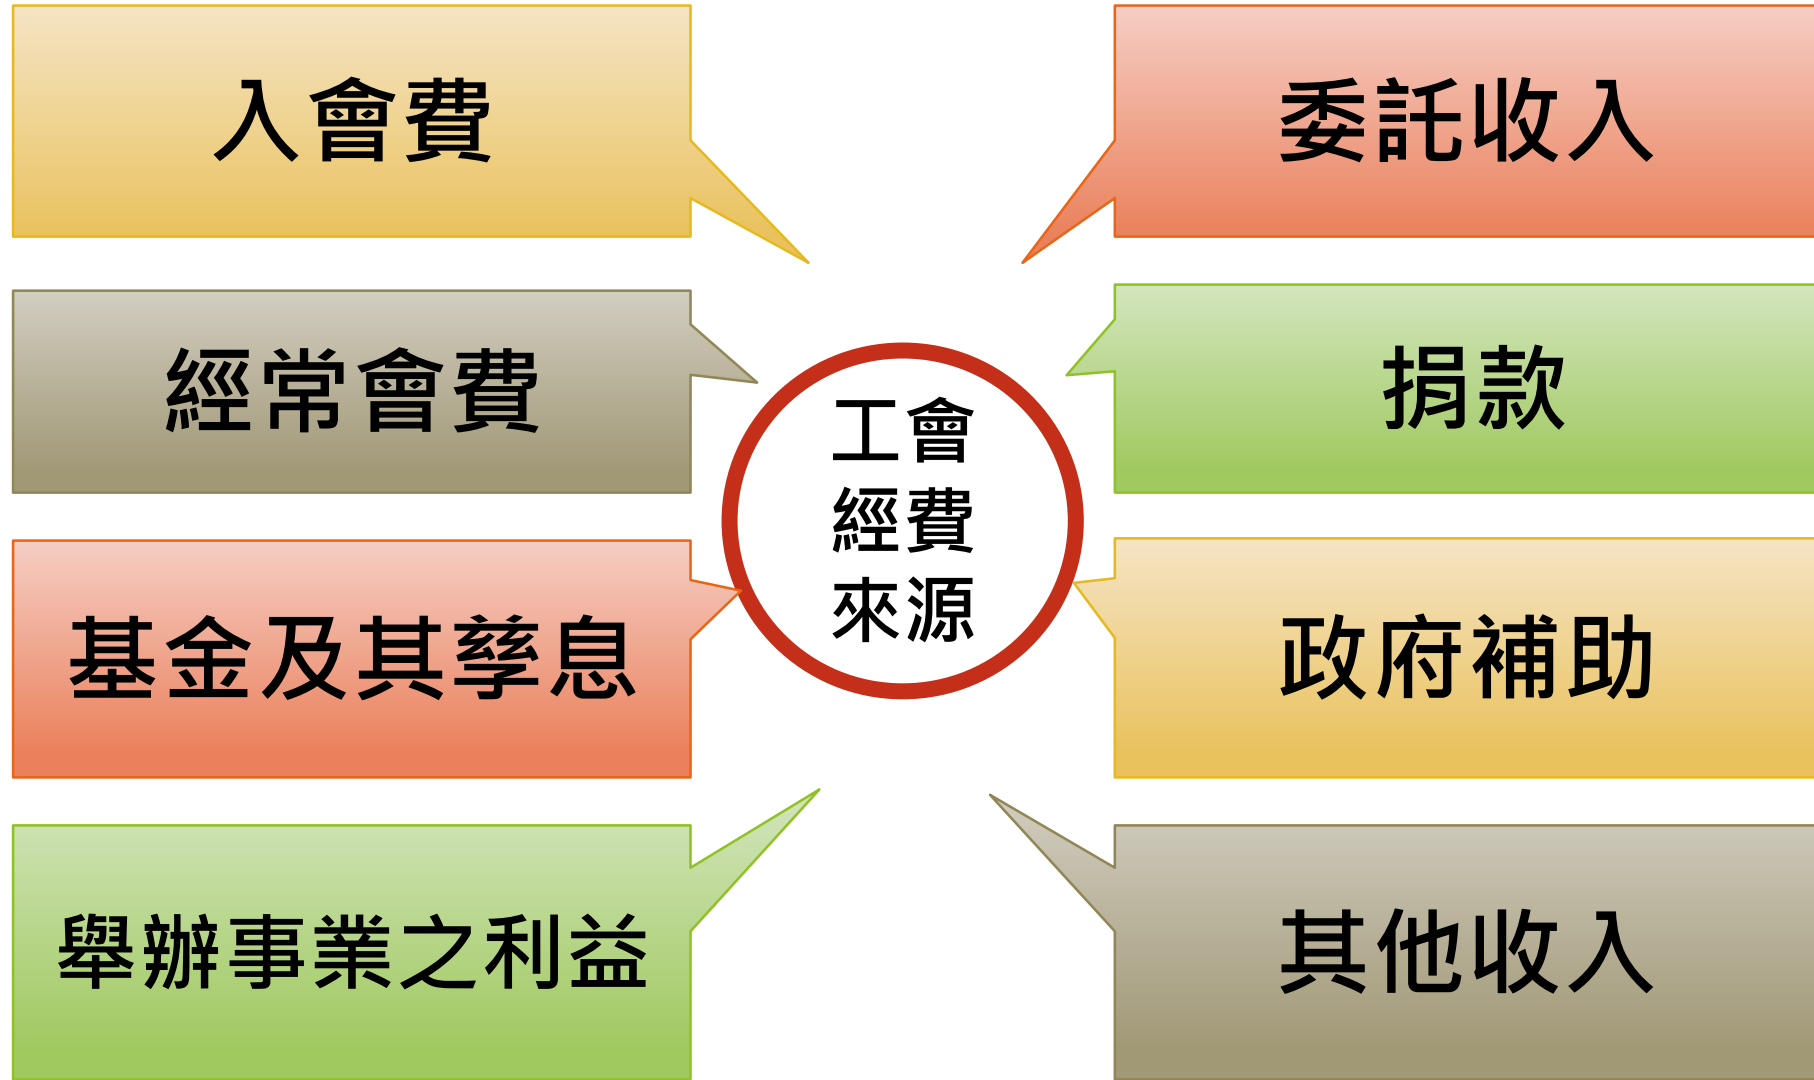 入會費
經常會費
基金及其孳息
舉辦事業之利益
工會
經費
來源
委託收入
捐款
政府補助
其他收入